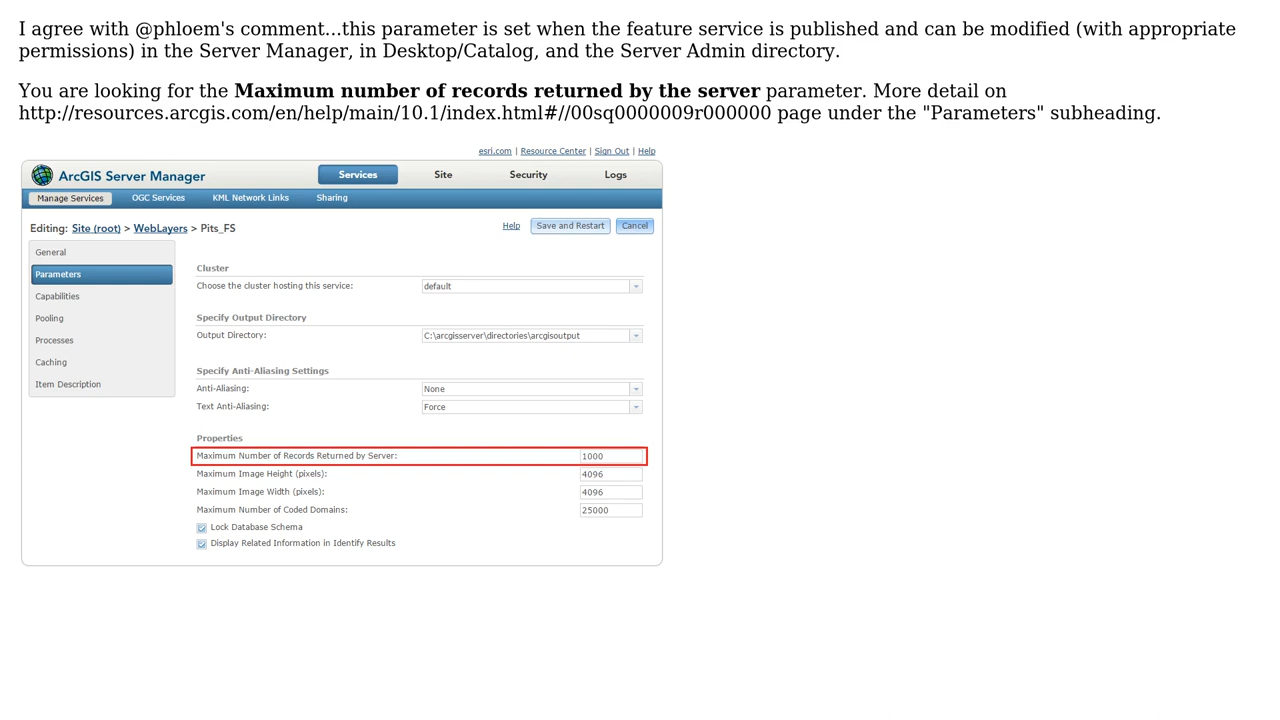 I agree with @phloem's comment...this parameter is set when the feature service is published and can be modified (with appropriate
permissions) in the Server Manager, in Desktop/Catalog, and the Server Admin directory.
You are looking for the Maximum number of records returned by the server parameter. More detail on
http://resources.arcgis.com/en/help/main/10.1/index.html#//00sq0000009r000000 page under the "Parameters" subheading.
esri.com | Resource Center | Sign Out | Help
ArcGIS Server Manager Services Site Security Logs
Manage Services OGC Services KML Network Links Sharing
Editing: Site (root) > WebLayers > Pits_FS Help Save and Restart Cancel
General
Parameters
Capabilities
Pooling
Processes
Caching
Item Description
Cluster
Choose the cluster hosting this service: default
Specify Output Directory
Output Directory: C:\arcgisserver\directories\arcgisoutput
Specify Anti-Aliasing Settings
Anti-Aliasing: None
Text Anti-Aliasing: Force
Properties
Maximum Number of Records Returned by Server: 1000
Maximum Image Height (pixels): 4096
Maximum Image Width (pixels): 4096
Maximum Number of Coded Domains: 25000
Lock Database Schema
Display Related Information in Identify Results